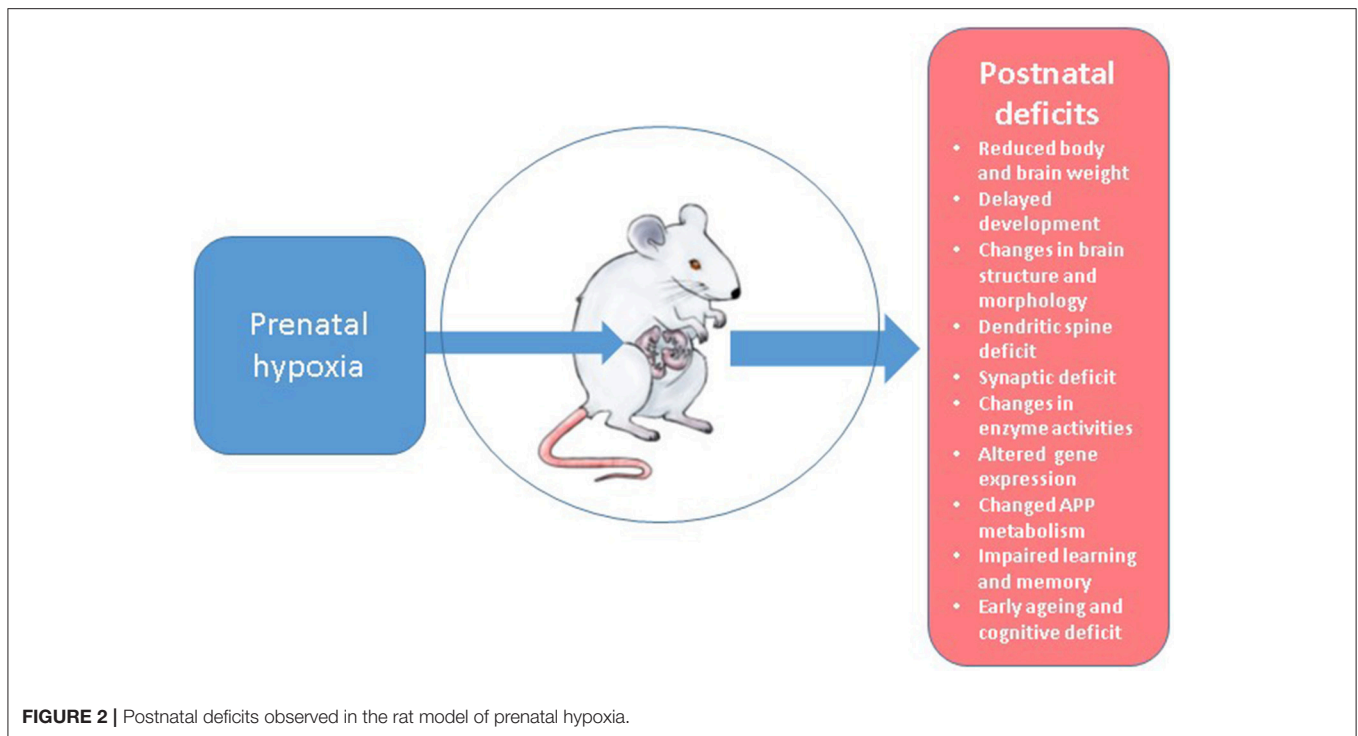 Prenatal
hypoxia
Postnatal
deficits
• Reduced body
and brain weight
• Delayed
development
• Changes in brain
structure and
morphology
• Dendritic spine
deficit
• Synaptic deficit
• Changes in
enzyme activities
• Altered gene
expression
• Changed APP
metabolism
• Impaired learning
and memory
• Early ageing and
cognitive deficit
FIGURE 2 | Postnatal deficits observed in the rat model of prenatal hypoxia.